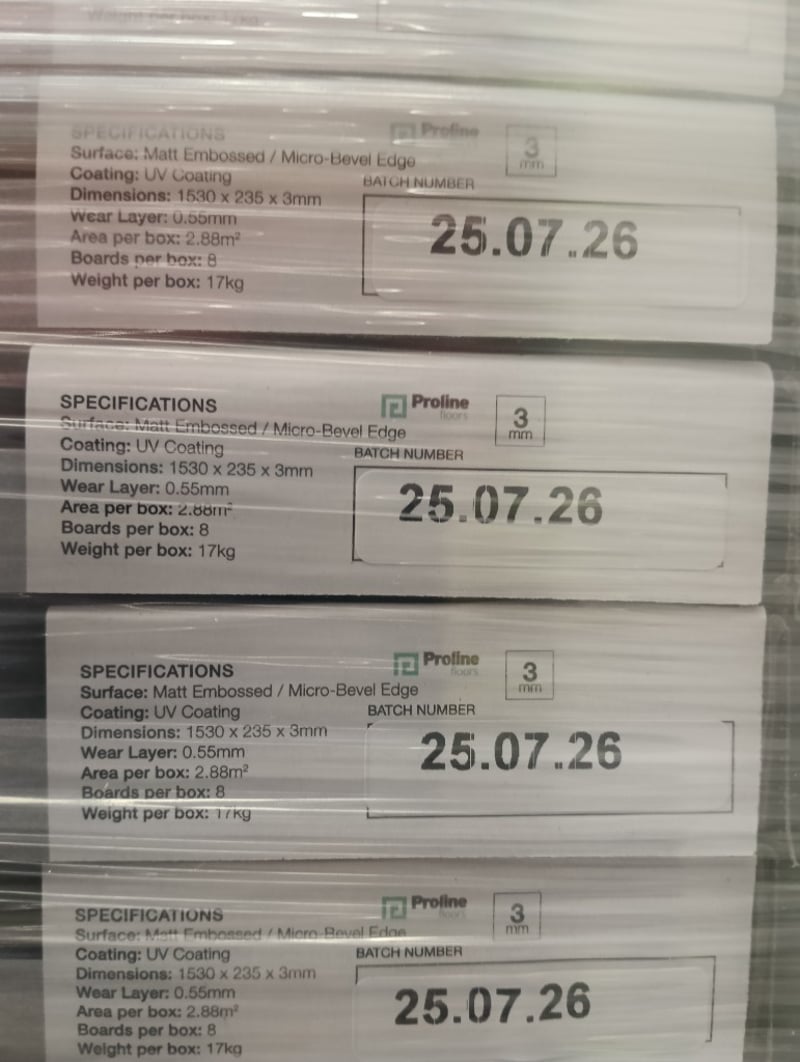 SPECIFICATIONS
Proline
3
mm
Surface: Matt Embossed / Micro-Bevel Edge
Coating: UV Coating
BATCH NUMBER
Dimensions: 1530 x 235 x 3mm
Wear Layer: 0.55mm
25.07.26
Area per box: 2.88m²
Boards per box: 8
Weight per box: 17kg
SPECIFICATIONS
Proline
floors
3
mm
Surface: Matt Embossed / Micro-Bevel Edge
Coating: UV Coating
BATCH NUMBER
Dimensions: 1530 x 235 x 3mm
Wear Layer: 0.55mm
25.07.26
Area per box: 2.88m²
Boards per box: 8
Weight per box: 17kg
Proline
floors
3
mm
SPECIFICATIONS
Surface: Matt Embossed / Micro-Bevel Edge
Coating: UV Coating
BATCH NUMBER
Dimensions: 1530 x 235 x 3mm
Wear Layer: 0.55mm
25.07.26
Area per box: 2.88m²
Boards per box: 8
Weight per box: 17kg
Proline
floors
3
mm
SPECIFICATIONS
Surface: Matt Embossed / Micro-Bevel Edge
Coating: UV Coating
BATCH NUMBER
Dimensions: 1530 x 235 x 3mm
Wear Layer: 0.55mm
25.07.26
Area per box: 2.88m²
Boards per box: 8
Weight per box: 17kg